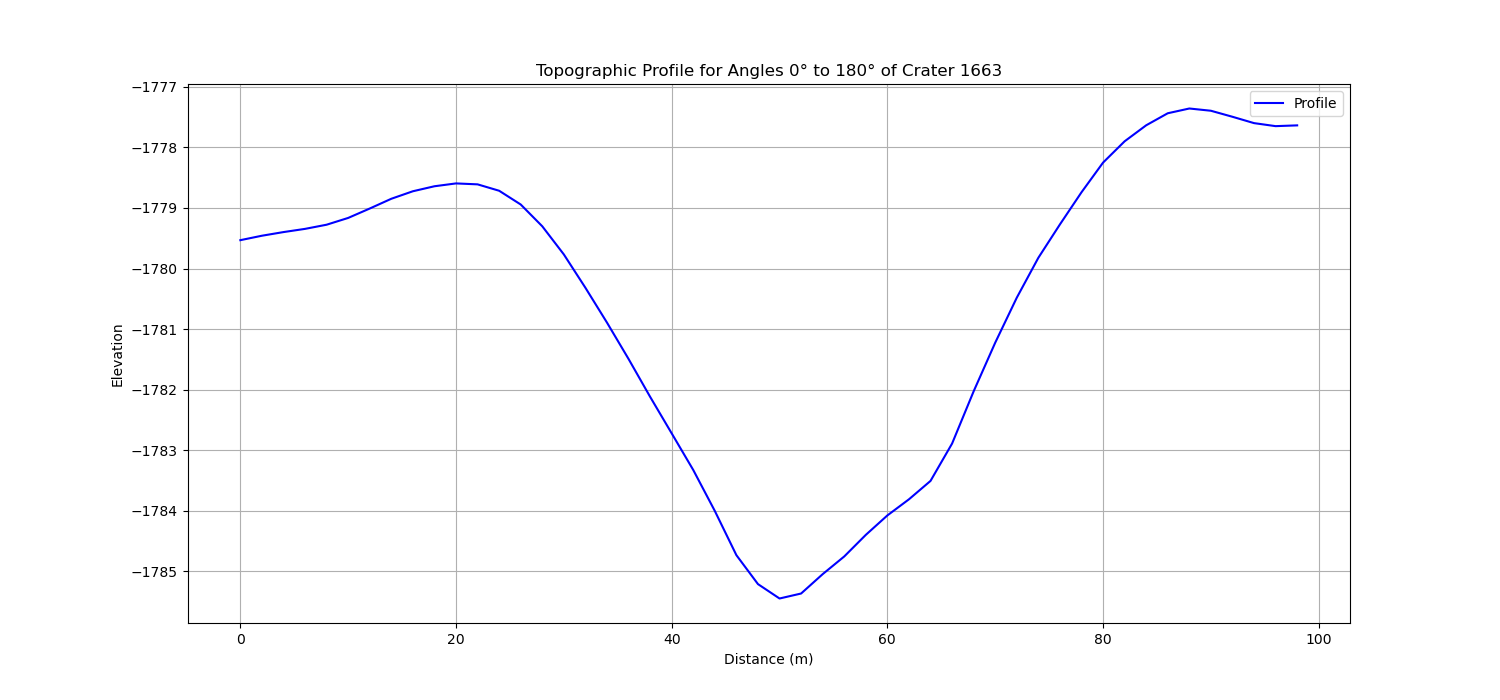 Topographic Profile for Angles 0° to 180° of Crater 1663
Profile
Elevation
−1777
−1778
−1779
−1780
−1781
−1782
−1783
−1784
−1785
0 20 40 60 80 100
Distance (m)